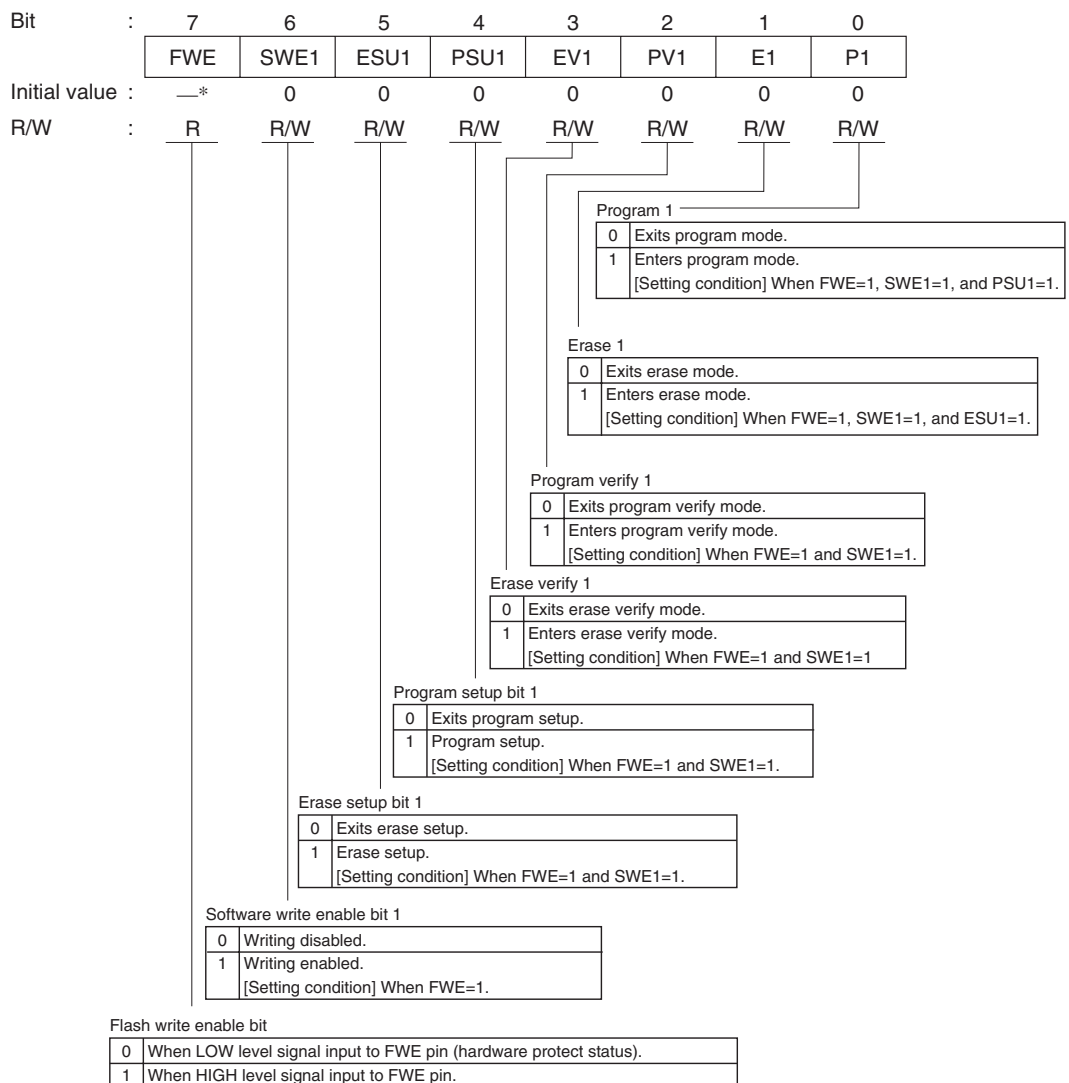 Bit : 7 6 5 4 3 2 1 0
FWE SWE1 ESU1 PSU1 EV1 PV1 E1 P1
Initial value : —* 0 0 0 0 0 0 0
R/W : R R/W R/W R/W R/W R/W R/W R/W
Program 1
0 Exits program mode.
1 Enters program mode.
[Setting condition] When FWE=1, SWE1=1, and PSU1=1.
Erase 1
0 Exits erase mode.
1 Enters erase mode.
[Setting condition] When FWE=1, SWE1=1, and ESU1=1.
Program verify 1
0 Exits program verify mode.
1 Enters program verify mode.
[Setting condition] When FWE=1 and SWE1=1.
Erase verify 1
0 Exits erase verify mode.
1 Enters erase verify mode.
[Setting condition] When FWE=1 and SWE1=1
Program setup bit 1
0 Exits program setup.
1 Program setup.
[Setting condition] When FWE=1 and SWE1=1.
Erase setup bit 1
0 Exits erase setup.
1 Erase setup.
[Setting condition] When FWE=1 and SWE1=1.
Software write enable bit 1
0 Writing disabled.
1 Writing enabled.
[Setting condition] When FWE=1.
Flash write enable bit
0 When LOW level signal input to FWE pin (hardware protect status).
1 When HIGH level signal input to FWE pin.